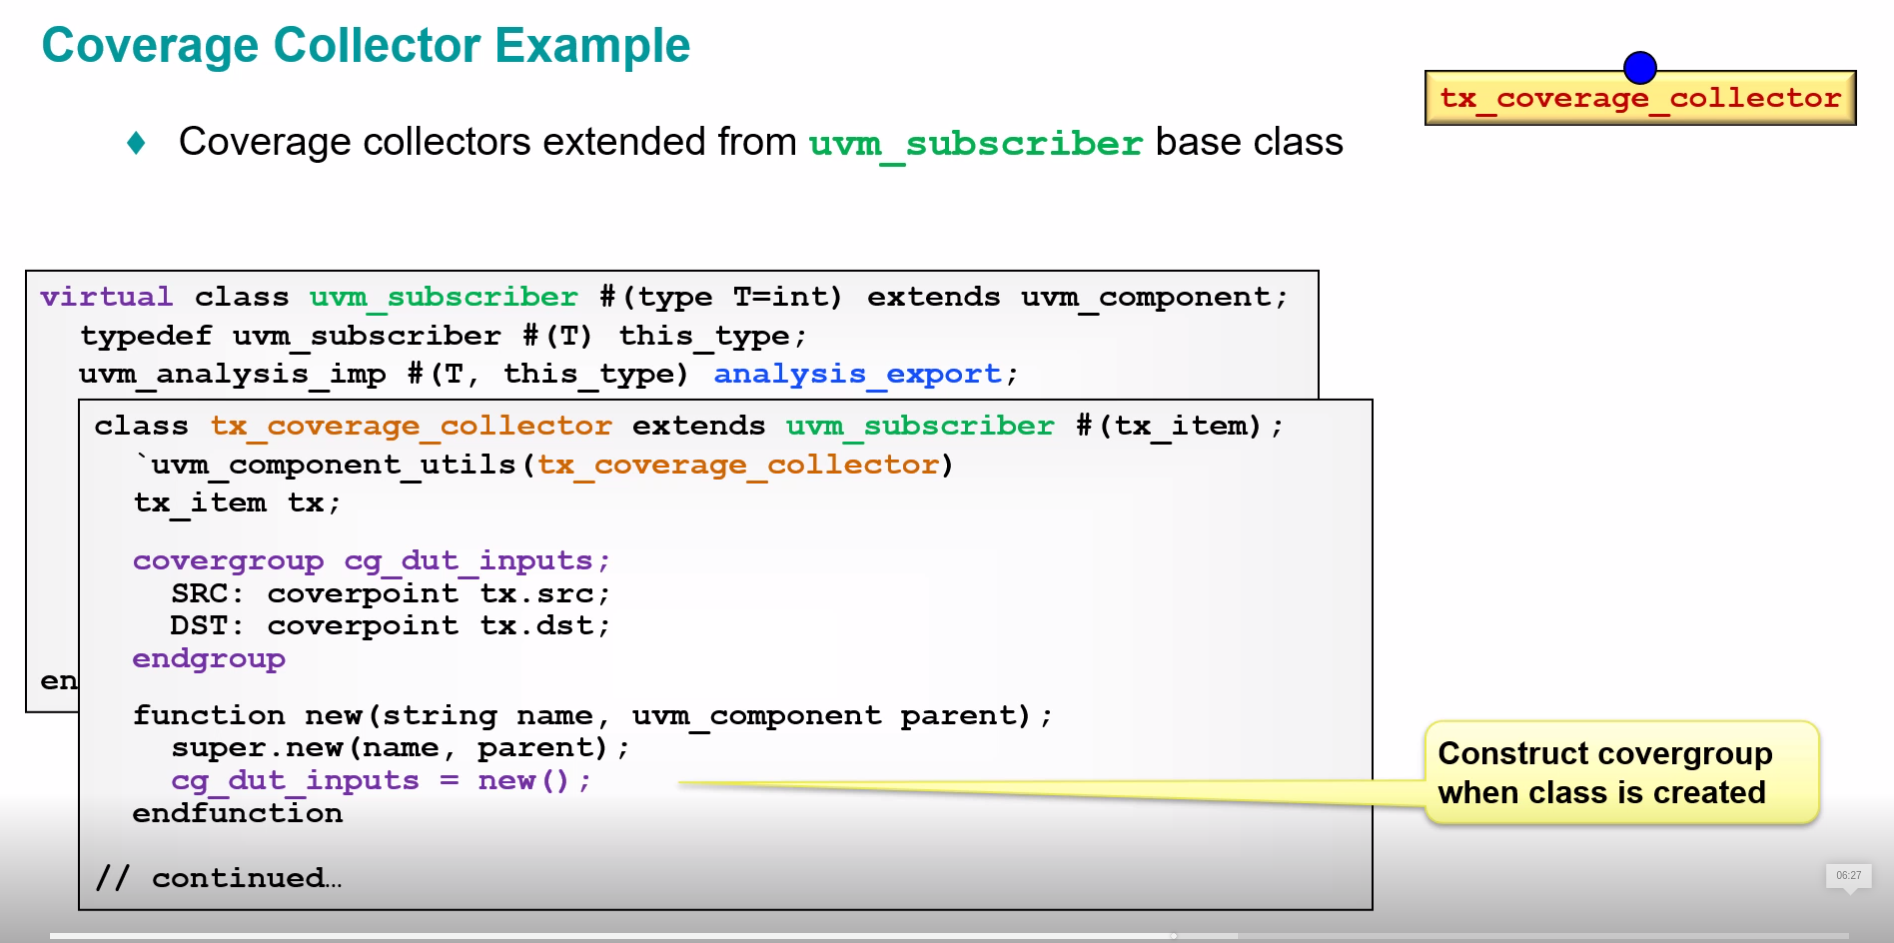 Coverage Collector Example
tx_coverage_collector
♦ Coverage collectors extended from uvm_subscriber base class
virtual class uvm_subscriber #(type T=int) extends uvm_component;
typedef uvm_subscriber #(T) this_type;
uvm_analysis_imp #(T, this_type) analysis_export;
class tx_coverage_collector extends uvm_subscriber #(tx_item);
`uvm_component_utils(tx_coverage_collector)
tx_item tx;
covergroup cg_dut_inputs;
SRC: coverpoint tx.src;
DST: coverpoint tx.dst;
endgroup
en
function new(string name, uvm_component parent);
super.new(name, parent);
cg_dut_inputs = new();
endfunction
// continued…
Construct covergroup
when class is created
06:27